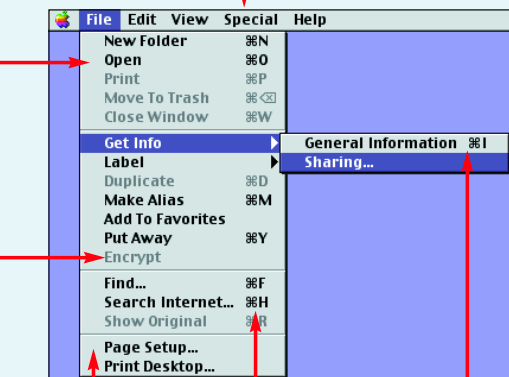 File Edit View Special Help
New Folder ⌘N
Open ⌘O
Print ⌘P
Move To Trash ⌘⌫
Close Window ⌘W
Get Info
General Information ⌘I
Label
Sharing...
Duplicate ⌘D
Make Alias ⌘M
Add To Favorites
Put Away ⌘Y
Encrypt
Find... ⌘F
Search Internet... ⌘H
Show Original ⌘R
Page Setup...
Print Desktop...